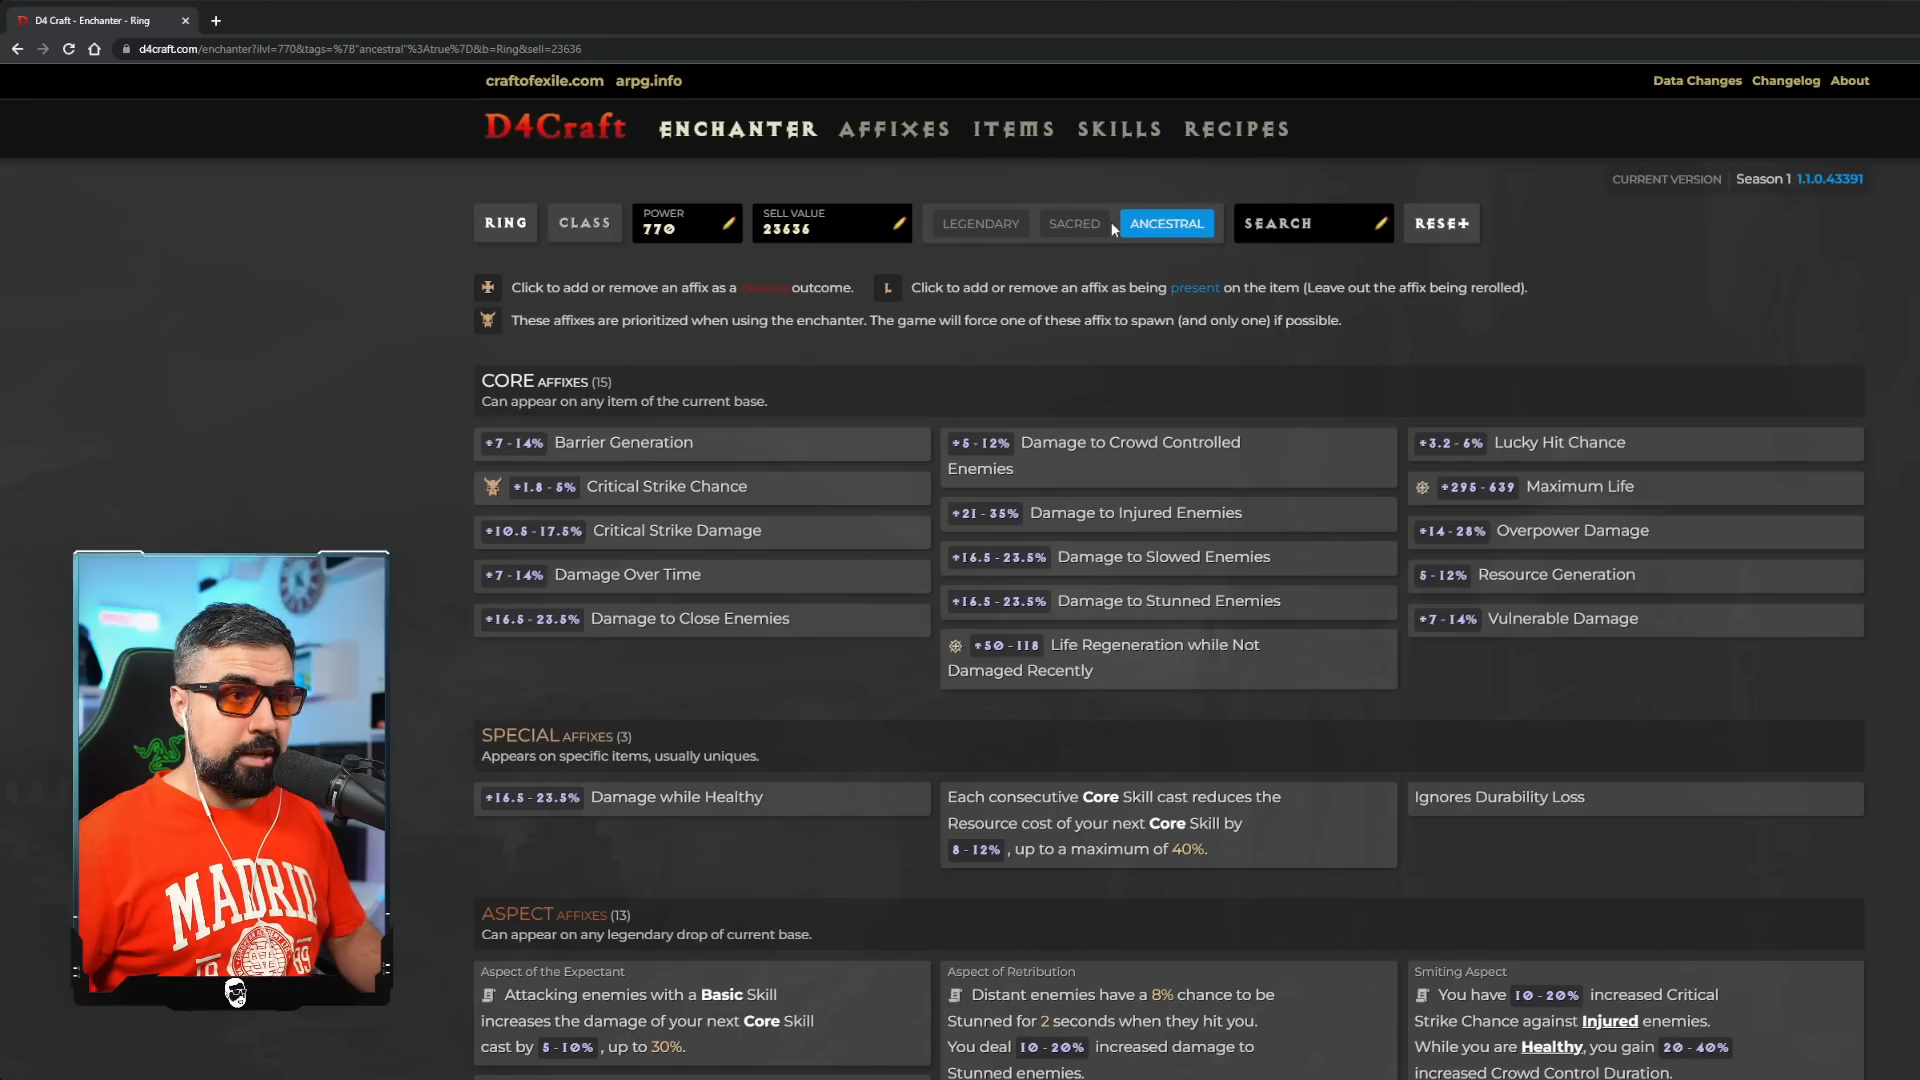 D4 Craft - Enchanter - Ring
d4craft.com/enchanter?ilvl=770&tags=%7B"ancestral"%3Atrue%7D&b=Ring&sell=23636
craftofexile.com arpg.info
Data Changes Changelog About
D4Craft ENCHANTER AFFIXES ITEMS SKILLS RECIPES
CURRENT VERSION Season 1 1.1.0.43391
RING CLASS POWER 770 SELL VALUE 23636 LEGENDARY SACRED ANCESTRAL SEARCH RESET
Click to add or remove an affix as a desired outcome. Click to add or remove an affix as being present on the item (Leave out the affix being rerolled).
These affixes are prioritized when using the enchanter. The game will force one of these affix to spawn (and only one) if possible.
CORE AFFIXES (15)
Can appear on any item of the current base.
+7 - 14% Barrier Generation
+1.8 - 5% Critical Strike Chance
+10.5 - 17.5% Critical Strike Damage
+7 - 14% Damage Over Time
+16.5 - 23.5% Damage to Close Enemies
+5 - 12% Damage to Crowd Controlled
Enemies
+21 - 35% Damage to Injured Enemies
+16.5 - 23.5% Damage to Slowed Enemies
+16.5 - 23.5% Damage to Stunned Enemies
+50 - 118 Life Regeneration while Not
Damaged Recently
+3.2 - 6% Lucky Hit Chance
+295 - 639 Maximum Life
+14 - 28% Overpower Damage
5 - 12% Resource Generation
+7 - 14% Vulnerable Damage
SPECIAL AFFIXES (3)
Appears on specific items, usually uniques.
+16.5 - 23.5% Damage while Healthy
Each consecutive Core Skill cast reduces the
Resource cost of your next Core Skill by
8 - 12% , up to a maximum of 40%.
Ignores Durability Loss
ASPECT AFFIXES (13)
Can appear on any legendary drop of current base.
Aspect of the Expectant
Attacking enemies with a Basic Skill
increases the damage of your next Core Skill
cast by 5 - 10% , up to 30%.
Aspect of Retribution
Distant enemies have a 8% chance to be
Stunned for 2 seconds when they hit you.
You deal 10 - 20% increased damage to
Stunned enemies.
Smiting Aspect
You have 10 - 20% increased Critical
Strike Chance against Injured enemies.
While you are Healthy, you gain 20 - 40%
increased Crowd Control Duration.
MADRID